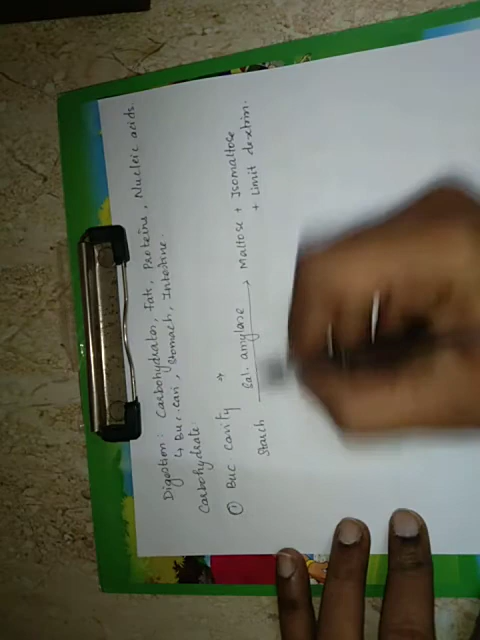 Digestion: Carbohydrates, Fats, Proteins, Nucleic acids.
↳ Buc. cavi, Stomach, Intestine.
Carbohydrate:
① Buc. cavity →
Starch Sal. amylase → Maltose + Isomaltose
+ Limit dextrin.